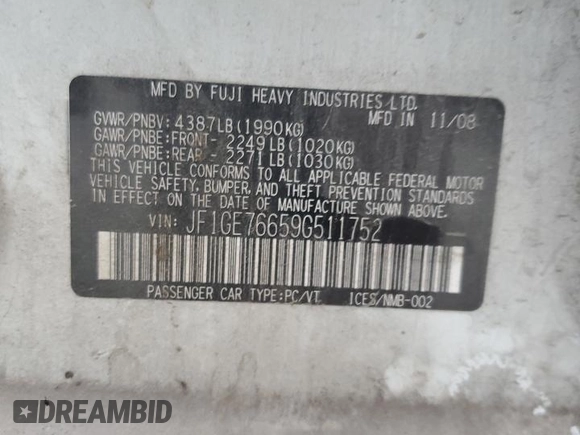 MFD BY FUJI HEAVY INDUSTRIES LTD.
GVWR/PNBV: 4387LB(1990KG) MFD IN 11/08
GAWR/PNBE:FRONT- 2249LB(1020KG)
GAWR/PNBE:REAR- 2271LB(1030KG)
THIS VEHICLE CONFORMS TO ALL APPLICABLE FEDERAL MOTOR
VEHICLE SAFETY, BUMPER, AND THEFT PREVENTION STANDARDS
IN EFFECT ON THE DATE OF MANUFACTURE SHOWN ABOVE.
VIN: JF1GE76659G511752
PASSENGER CAR TYPE:PC/VT. ICES/NMB-002
DREAMBID